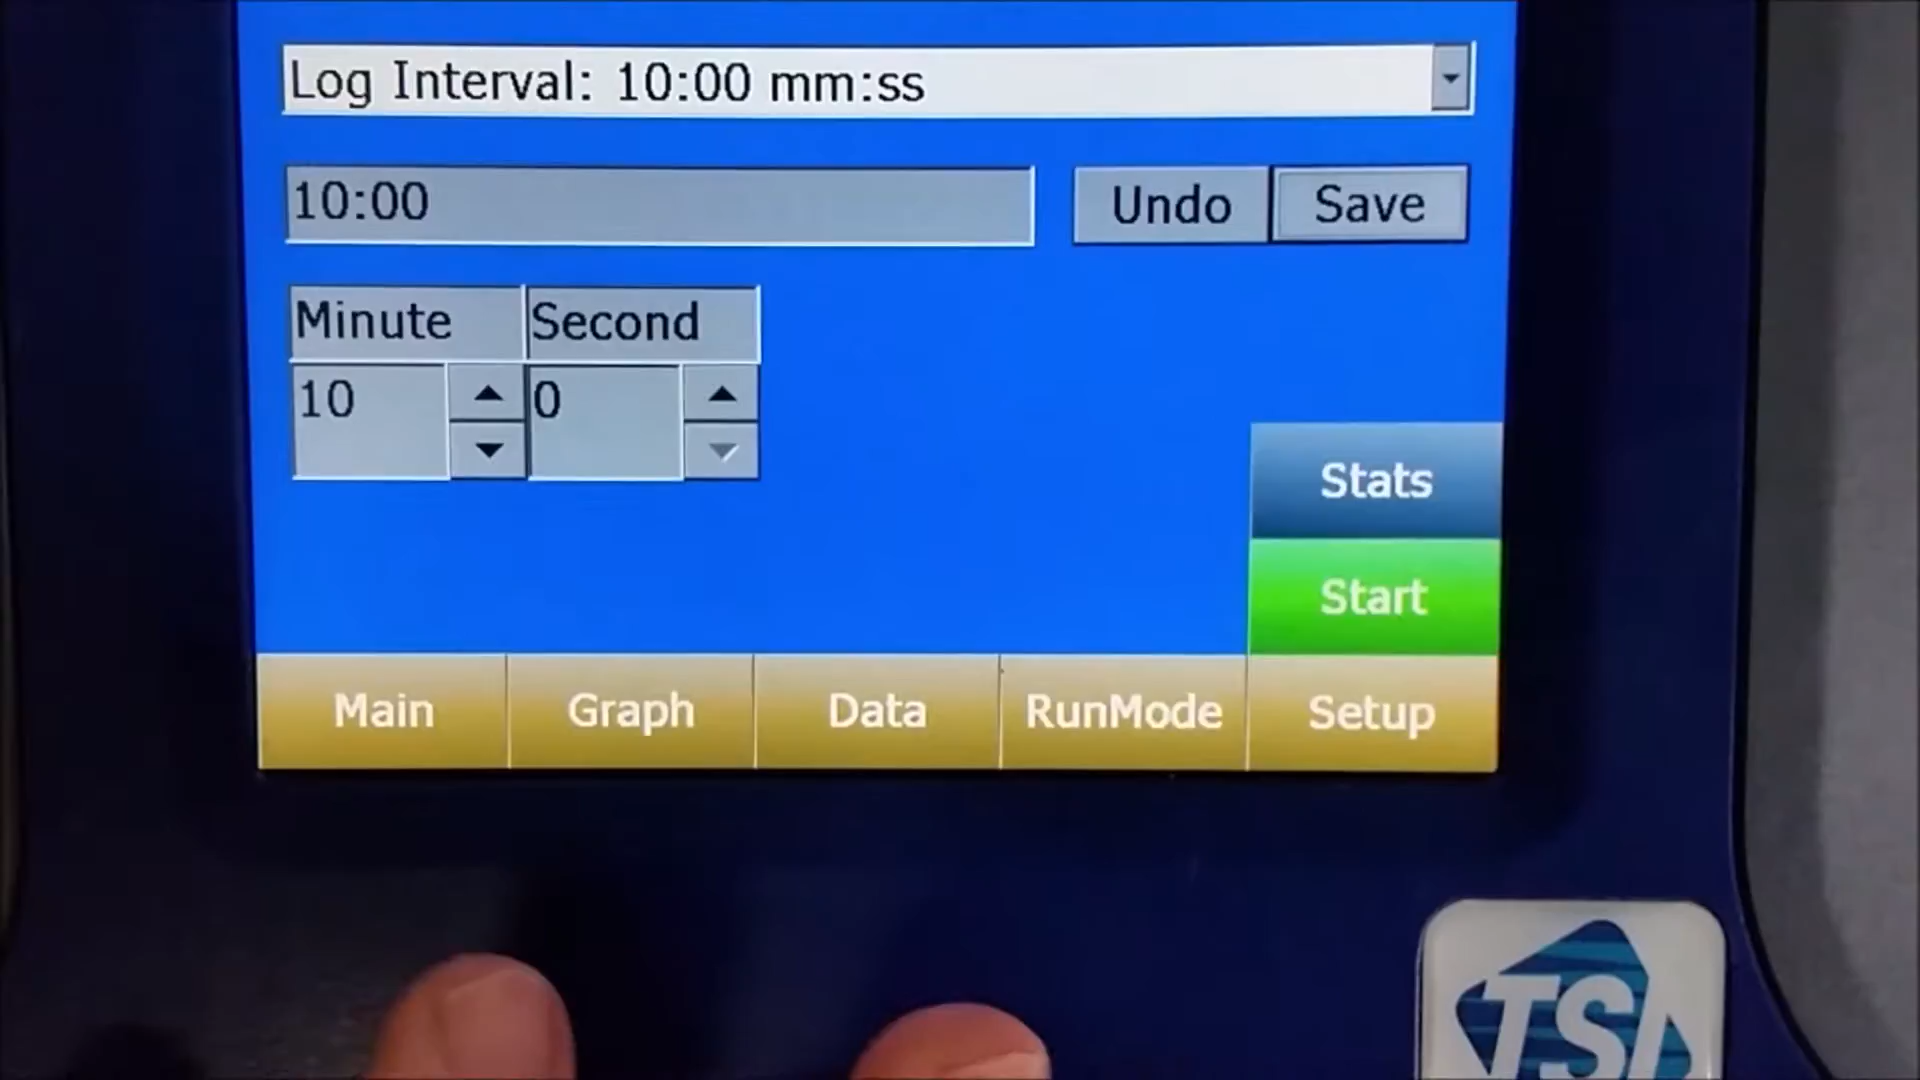 Log Interval: 10:00 mm:ss
10:00
Undo
Save
Minute
Second
10
0
Stats
Start
Main
Graph
Data
RunMode
Setup
TSI